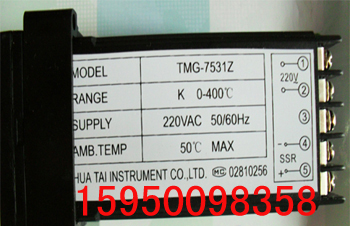 MODEL TMG-7531Z
RANGE K 0-400℃
SUPPLY 220VAC 50/60Hz
AMB.TEMP 50℃ MAX
HUA TAI INSTRUMENT CO.,LTD. MC 02810256
1
220V
2
3
- 4
SSR
+ 5
15950098358